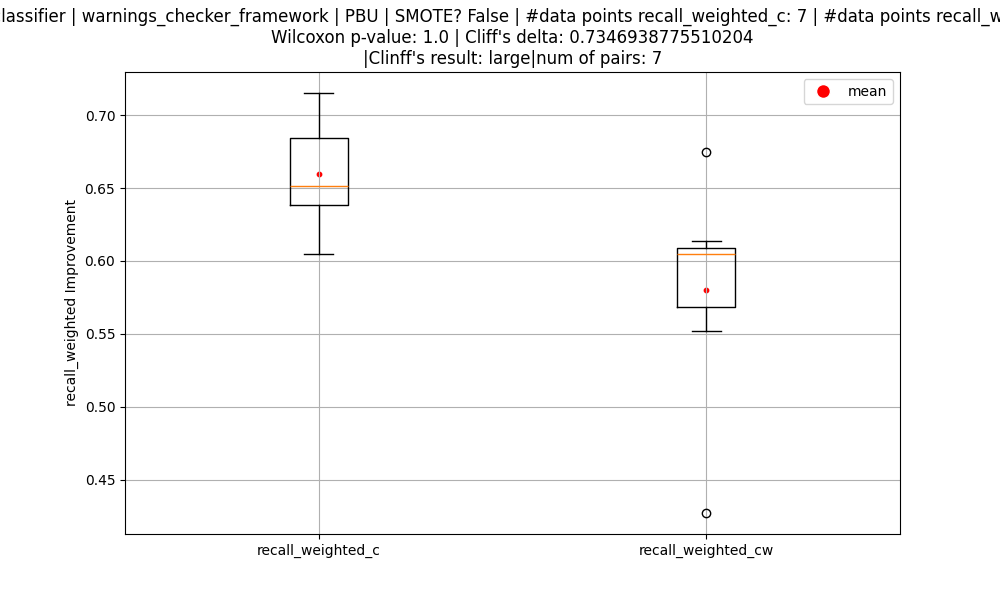 lassifier | warnings_checker_framework | PBU | SMOTE? False | #data points recall_weighted_c: 7 | #data points recall_w
Wilcoxon p-value: 1.0 | Cliff's delta: 0.7346938775510204
|Clinff's result: large|num of pairs: 7
mean
0.70
0.65
0.60
0.55
0.50
0.45
recall_weighted Improvement
recall_weighted_c
recall_weighted_cw